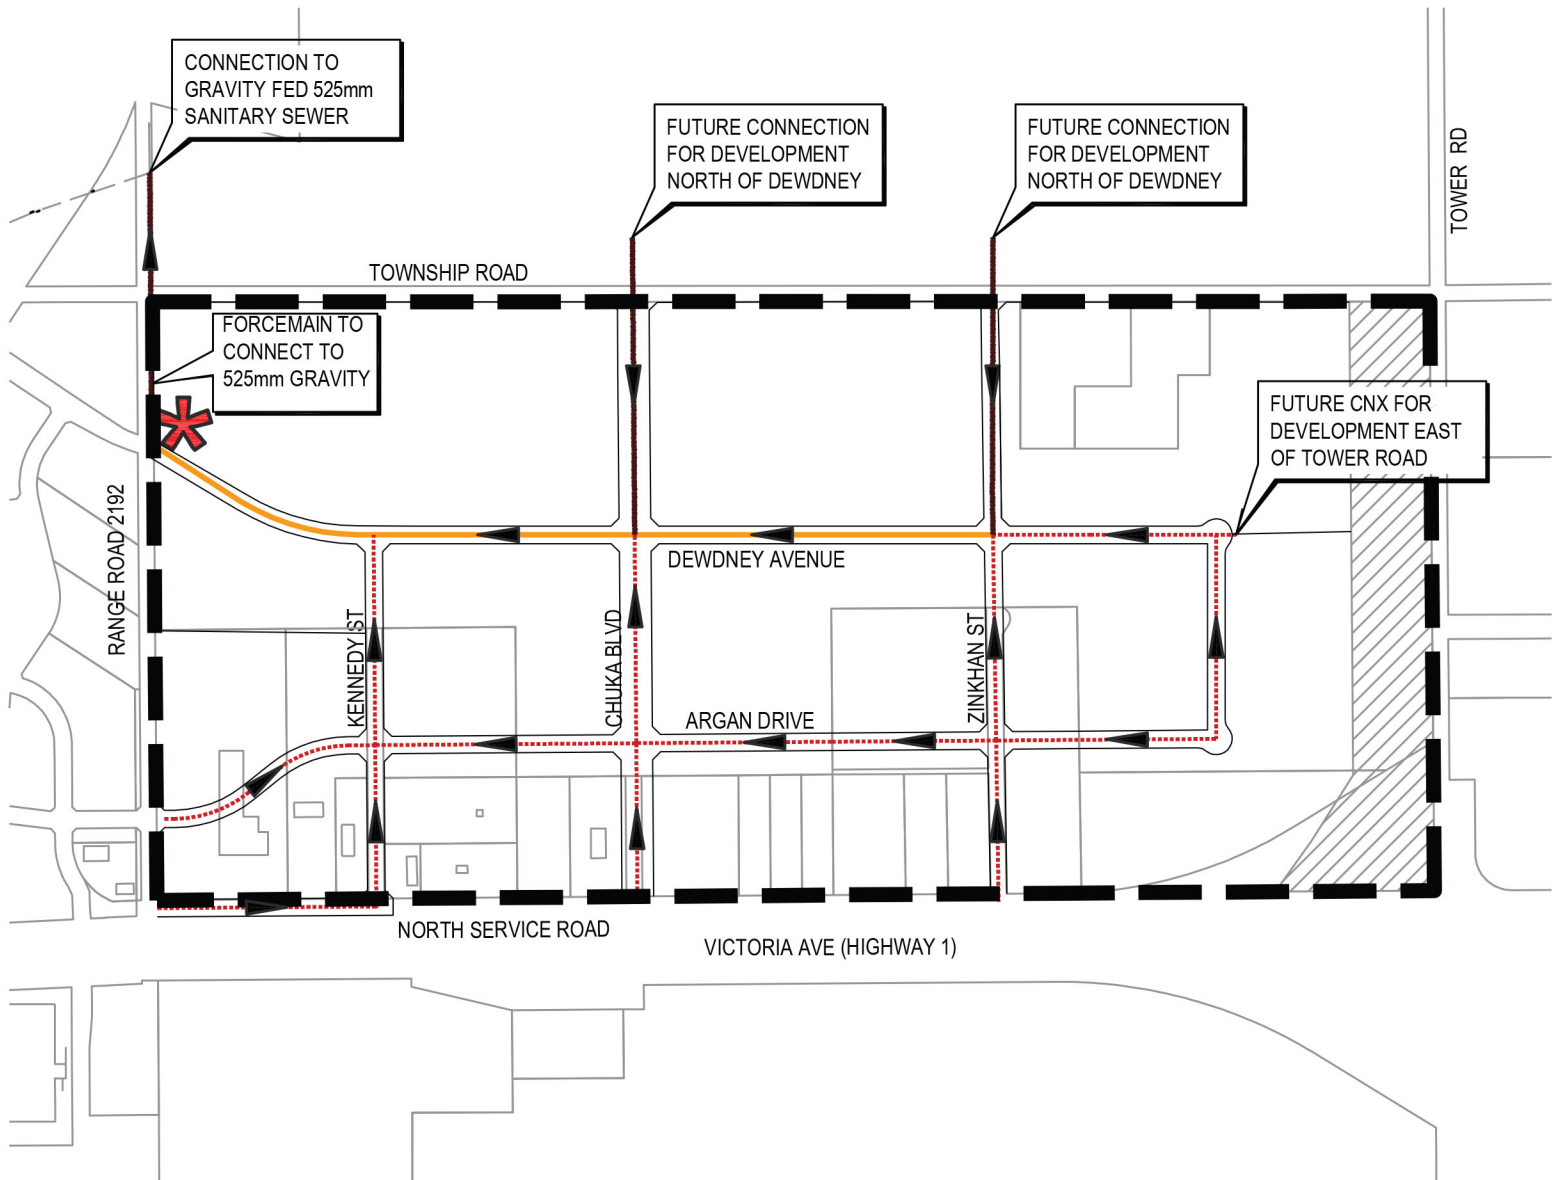 CONNECTION TO
GRAVITY FED 525mm
SANITARY SEWER
FUTURE CONNECTION
FOR DEVELOPMENT
NORTH OF DEWDNEY
FUTURE CONNECTION
FOR DEVELOPMENT
NORTH OF DEWDNEY
TOWER RD
TOWNSHIP ROAD
FORCEMAIN TO
CONNECT TO
525mm GRAVITY
FUTURE CNX FOR
DEVELOPMENT EAST
OF TOWER ROAD
RANGE ROAD 2192
DEWDNEY AVENUE
KENNEDY ST
CHUKA BLVD
ZINKHAN ST
ARGAN DRIVE
NORTH SERVICE ROAD
VICTORIA AVE (HIGHWAY 1)